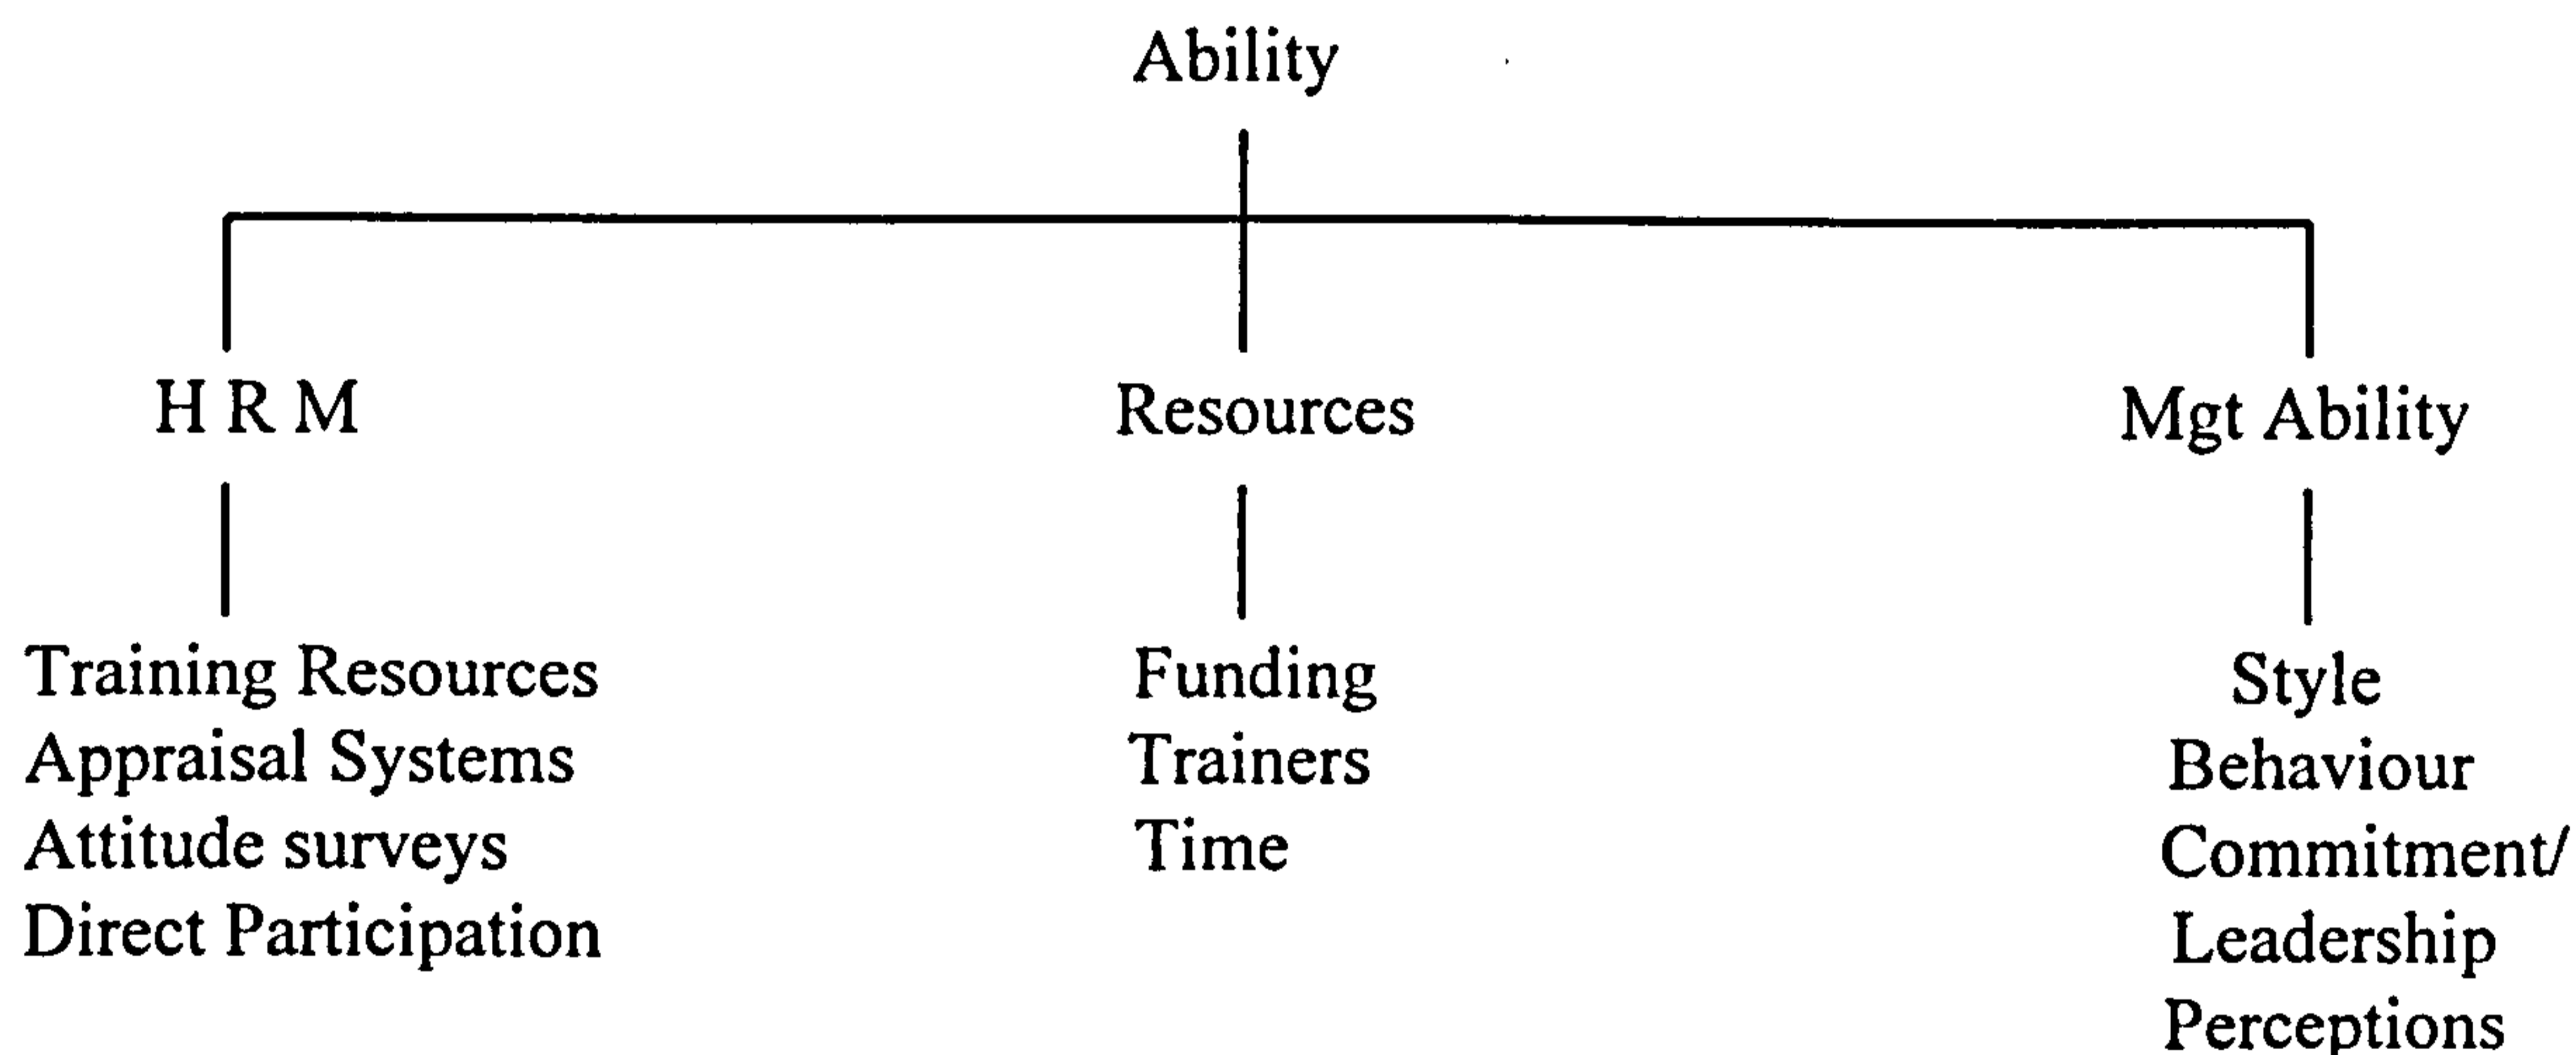 Ability
H R M
Resources
Mgt Ability
Training Resources
Appraisal Systems
Attitude surveys
Direct Participation
Funding
Trainers
Time
Style
Behaviour
Commitment/
Leadership
Perceptions